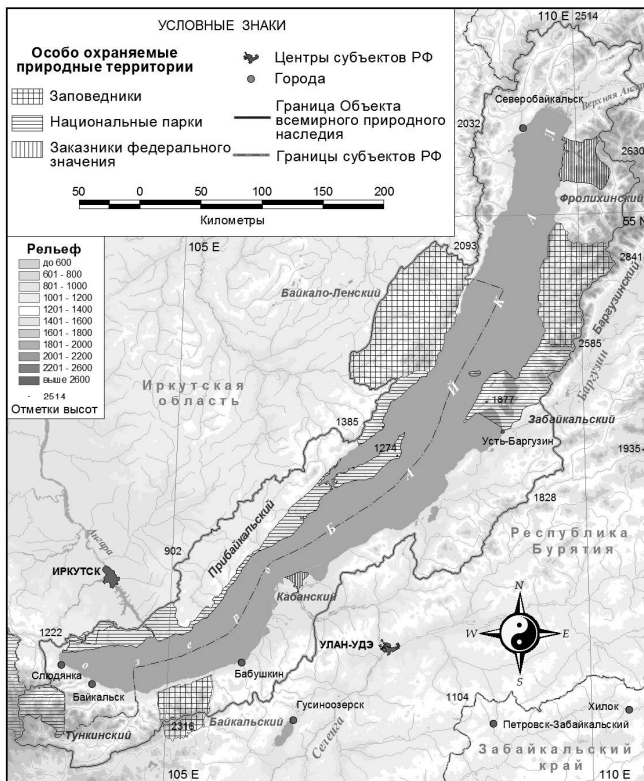 УСЛОВНЫЕ ЗНАКИ
Особо охраняемые
природные территории
Заповедники
Национальные парки
Заказники федерального
значения
Центры субъектов РФ
Города
Граница Объекта
всемирного природного
наследия
Границы субъектов РФ
50 0 50 100 150 200
Километры
Рельеф
до 600
601 - 800
801 - 1000
1001 - 1200
1201 - 1400
1401 - 1600
1601 - 1800
1801 - 2000
2001 - 2200
2201 - 2600
выше 2600
- 2514
Отметки высот
110 E
2514
Северобайкальск
Верхняя Ангара
2032
2630
Фролихинский
55 N
105 E
2093
2841
Байкало-Ленский
Баргузинский
2585
Баргузин
Иркутская
область
1877
Забайкальский
1385
Усть-Баргузин
1274
1935
1828
Республика
Бурятия
Прибайкальский
902
Ангара
ИРКУТСК
Кабанский
озеро
БАЙКАЛ
N
W E
S
1222
УЛАН-УДЭ
Слюдянка
Бабушкин
Байкальск
1104
Хилок
Гусиноозерск
Байкальский
2316
Петровск-Забайкальский
Тункинский
Селенга
Забайкальский
край
105 E
110 E